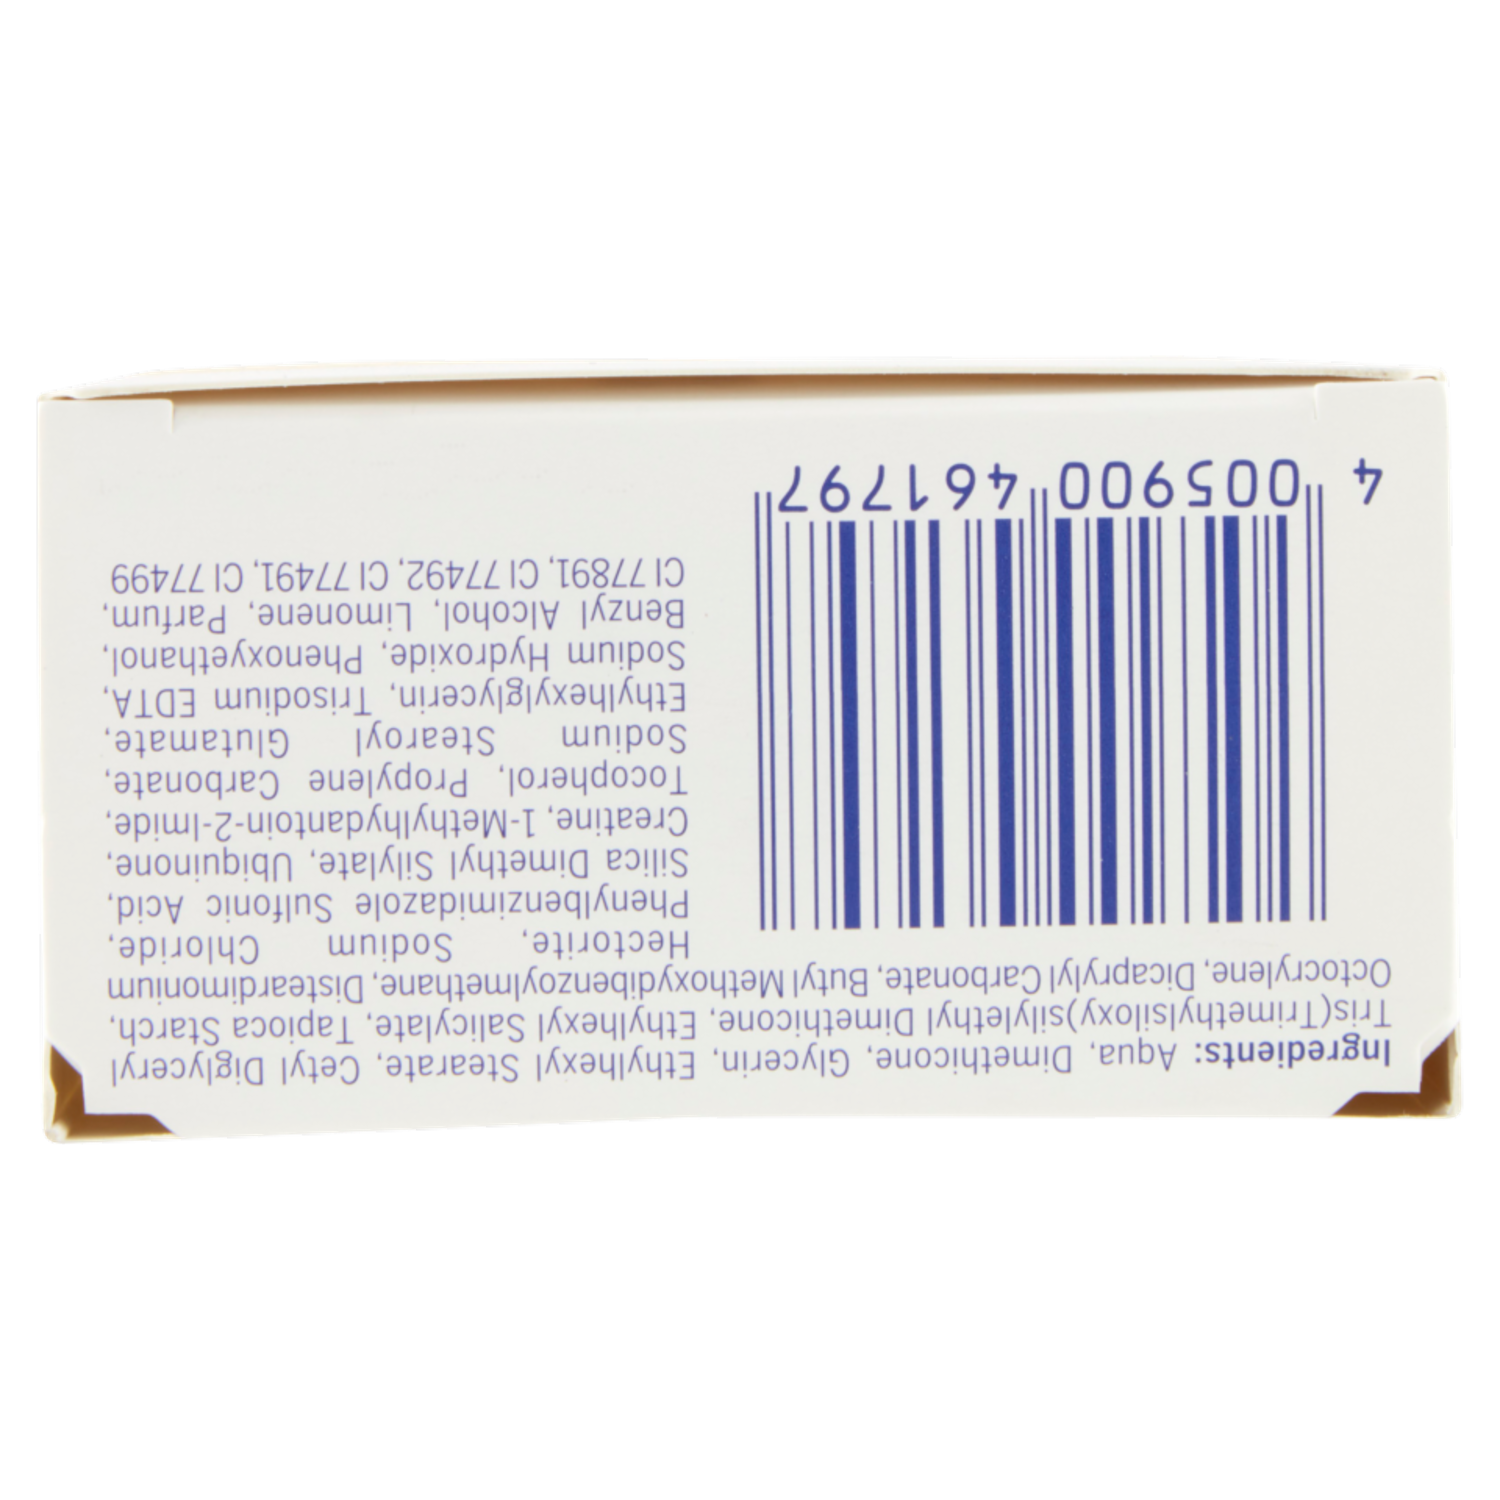 Ingredients: Aqua, Dimethicone, Glycerin, Ethylhexyl Stearate, Cetyl Diglyceryl
Tris(Trimethylsiloxy)silylethyl Dimethicone, Ethylhexyl Salicylate, Tapioca Starch,
Octocrylene, Dicaprylyl Carbonate, Butyl Methoxydibenzoylmethane, Disteardimonium
Hectorite, Sodium Chloride,
Phenylbenzimidazole Sulfonic Acid,
Silica Dimethyl Silylate, Ubiquinone,
Creatine, 1-Methylhydantoin-2-Imide,
Tocopherol, Propylene Carbonate,
Sodium Stearoyl Glutamate,
Ethylhexylglycerin, Trisodium EDTA,
Sodium Hydroxide, Phenoxyethanol,
Benzyl Alcohol, Limonene, Parfum,
CI 77891, CI 77492, CI 77491, CI 77499
4 005900 461797